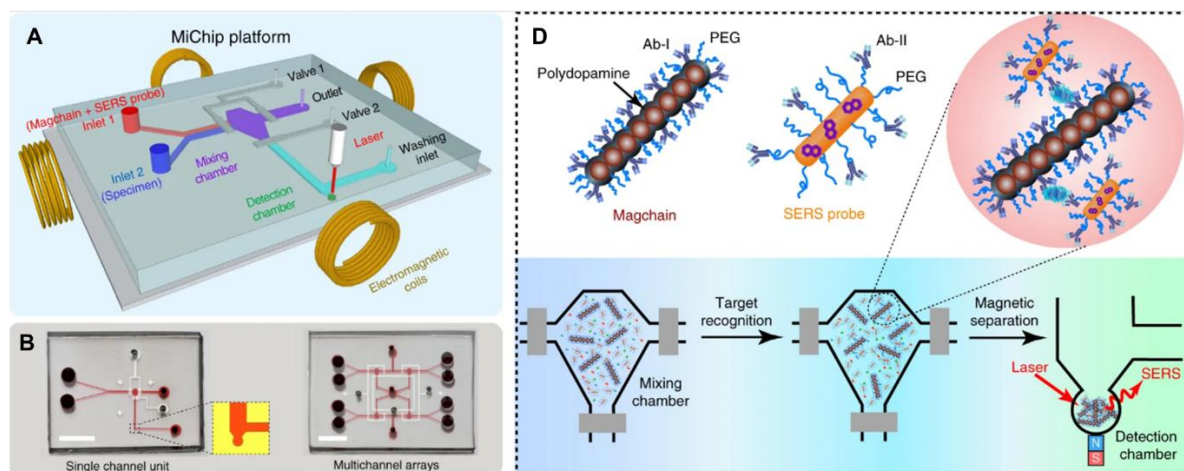 A
MiChip platform
Valve 1
Outlet
(Magchain + SERS probe)
Inlet 1
Valve 2
Laser
Washing
inlet
Mixing
chamber
Inlet 2
(Specimen)
Detection
chamber
Electromagnetic
coils
B
Single channel unit
Multichannel arrays
D
Ab-I
PEG
Polydopamine
Magchain
Ab-II
PEG
SERS probe
Target
recognition
Mixing
chamber
Magnetic
separation
Laser
SERS
N
S
Detection
chamber